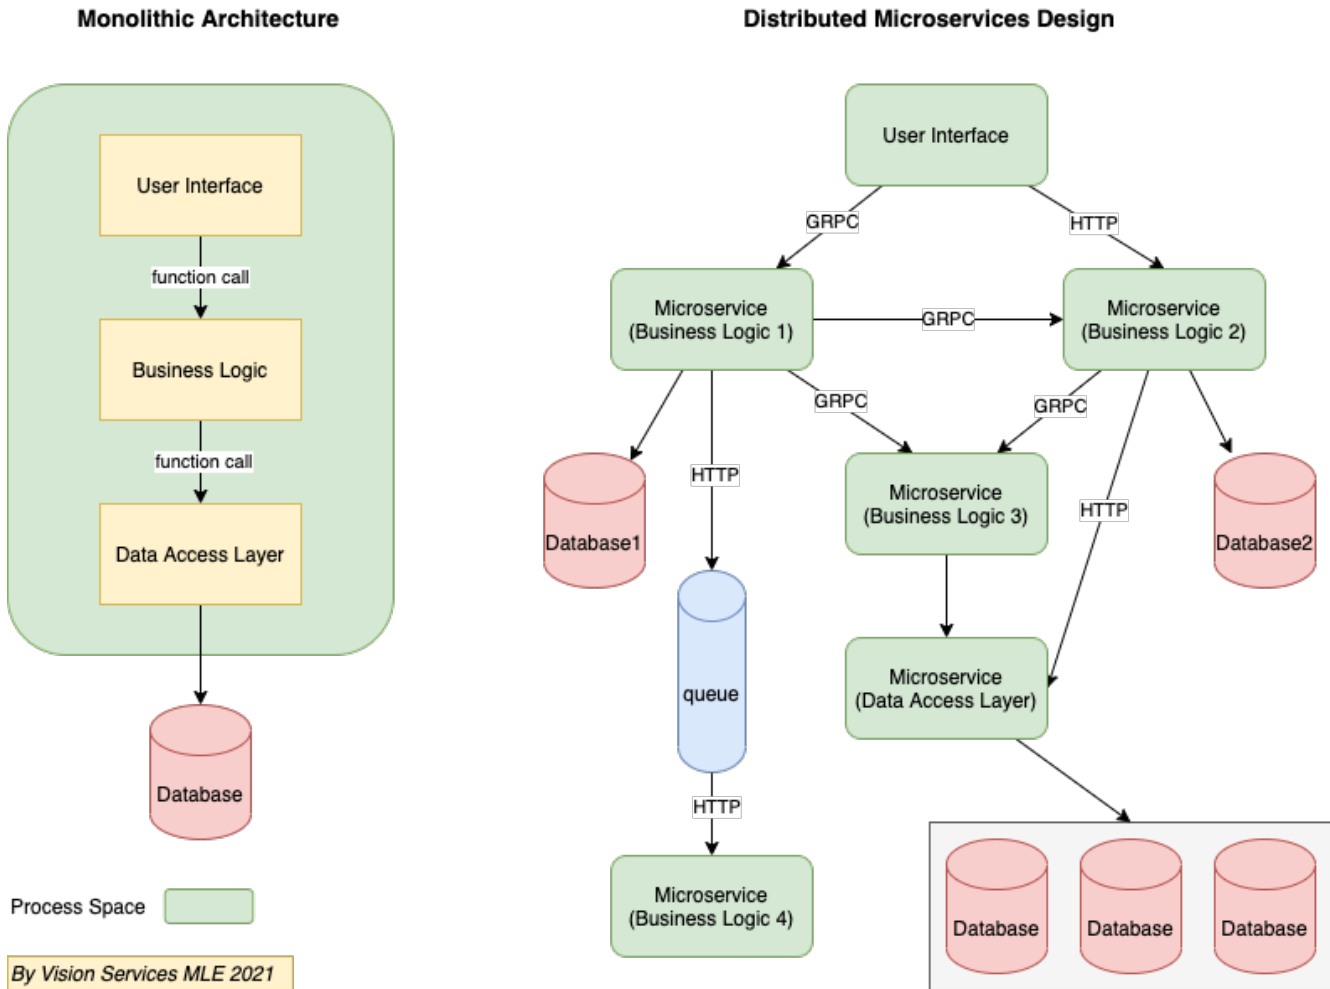 Monolithic Architecture
Distributed Microservices Design
User Interface
function call
Business Logic
function call
Data Access Layer
Database
Process Space
By Vision Services MLE 2021
User Interface
GRPC
HTTP
Microservice
(Business Logic 1)
GRPC
Microservice
(Business Logic 2)
GRPC
GRPC
HTTP
HTTP
Database1
Microservice
(Business Logic 3)
Database2
queue
Microservice
(Data Access Layer)
HTTP
Microservice
(Business Logic 4)
Database
Database
Database